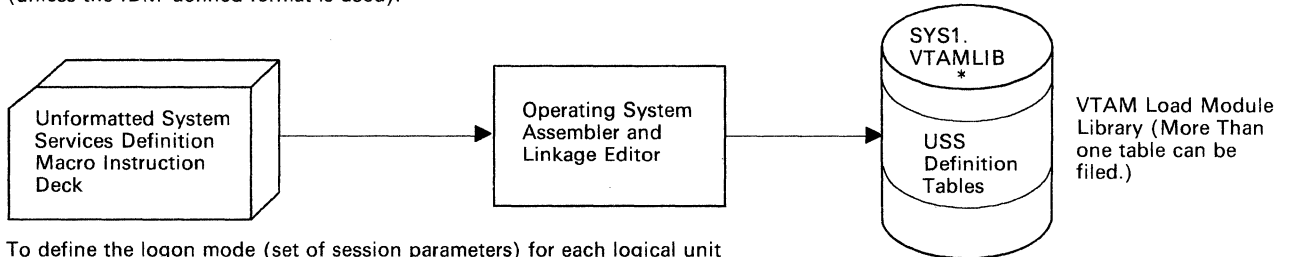 (unless the IBM-defined format is used).
Unformatted System
Services Definition
Macro Instruction
Deck
Operating System
Assembler and
Linkage Editor
SYS1.
VTAMLIB
*
USS
Definition
Tables
VTAM Load Module
Library (More Than
one table can be
filed.)
To define the logon mode (set of session parameters) for each logical unit